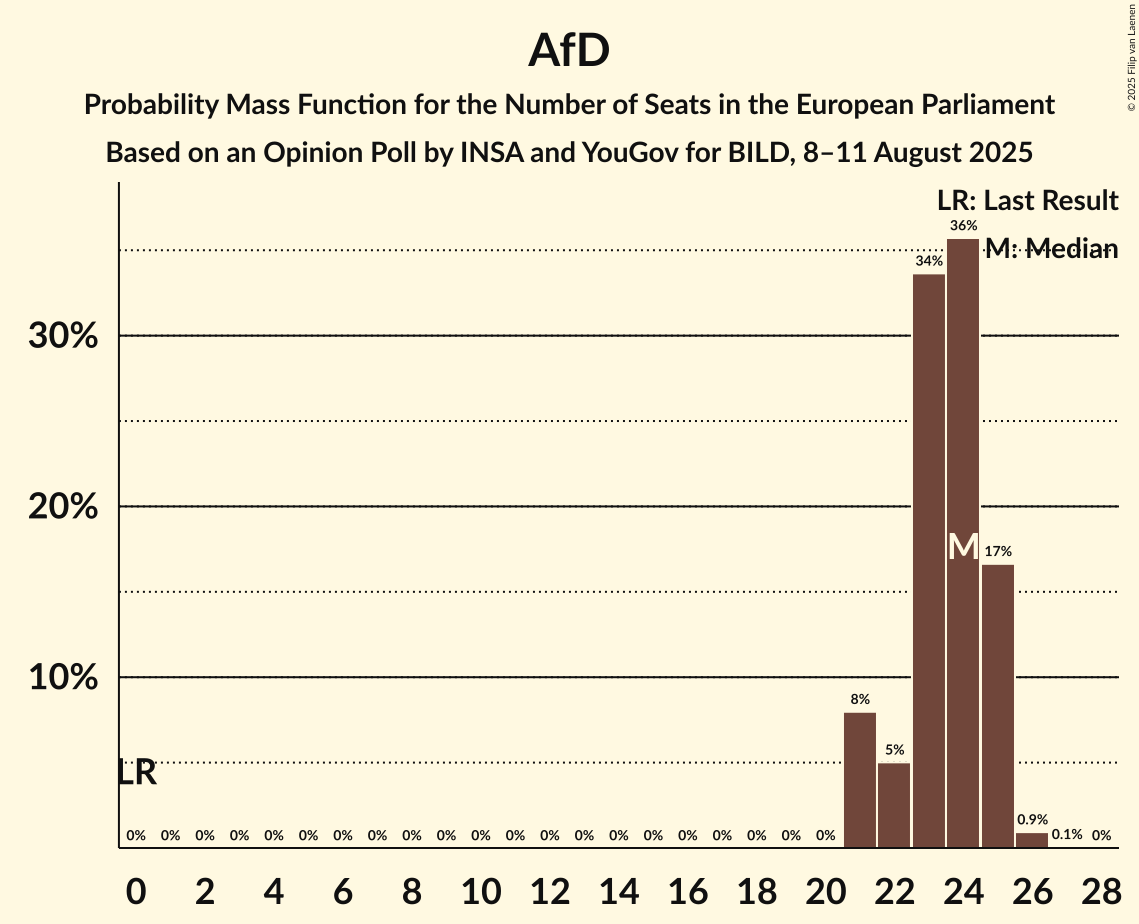 AfD
Probability Mass Function for the Number of Seats in the European Parliament
Based on an Opinion Poll by INSA and YouGov for BILD, 8–11 August 2025
© 2025 Filip van Laenen
LR: Last Result
M: Median
36%
34%
30%
20%
M
17%
10%
8%
5%
LR
0.9%
0% 0% 0% 0% 0% 0% 0% 0% 0% 0% 0% 0% 0% 0% 0% 0% 0% 0% 0% 0% 0% 0.1% 0%
0 2 4 6 8 10 12 14 16 18 20 22 24 26 28